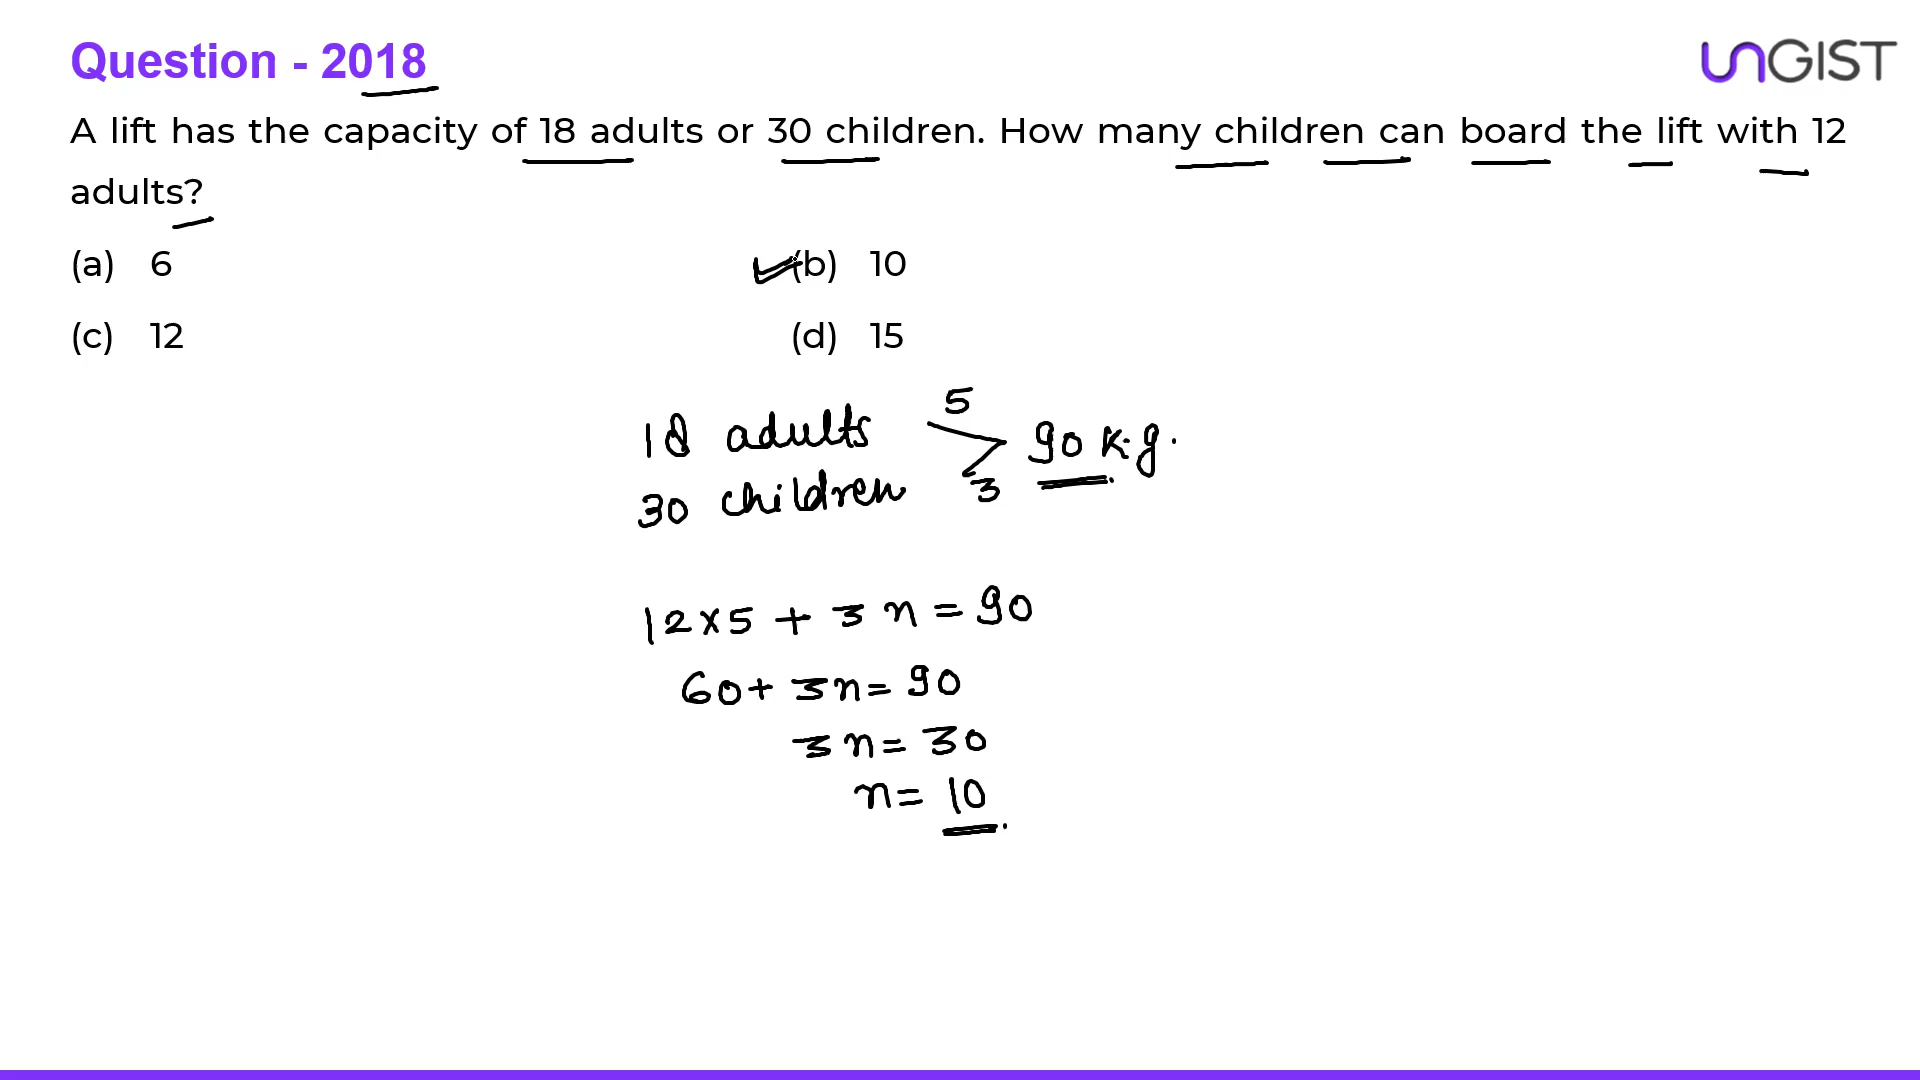 Question - 2018
UNGIST
A lift has the capacity of 18 adults or 30 children. How many children can board the lift with 12
adults?
(a) 6
(b) 10
(c) 12
(d) 15
18 adults 5
90 kg.
30 children 3
12x5 + 3n = 90
60 + 3n = 90
3n = 30
n = 10